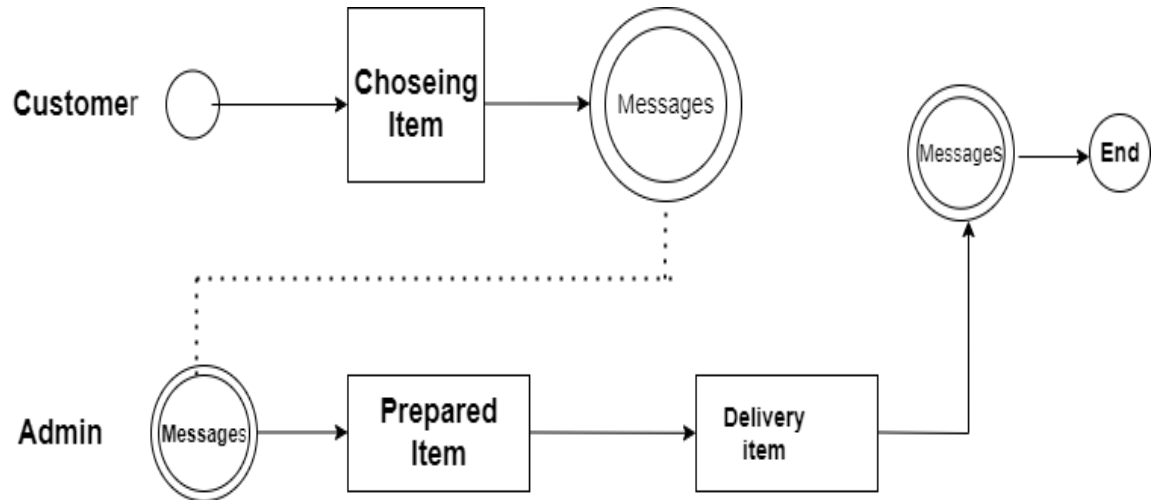 Customer
Choseing
Item
Messages
Messages
End
Admin
Messages
Prepared
Item
Delivery
item